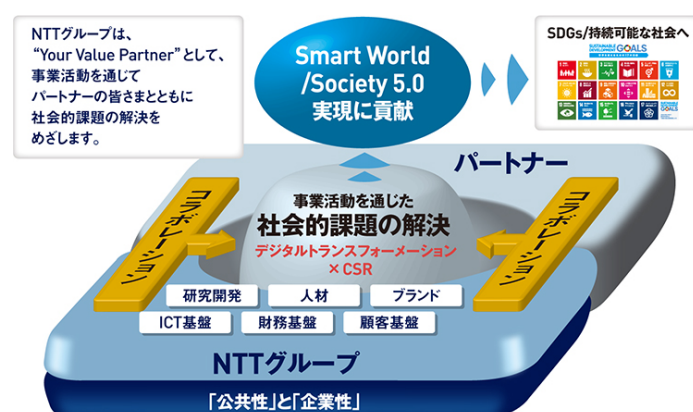 NTTグループは、
“Your Value Partner”として、
事業活動を通じて
パートナーの皆さまとともに
社会的課題の解決を
めざします。
Smart World
/Society 5.0
実現に貢献
SDGs/持続可能な社会へ
SUSTAINABLE
DEVELOPMENT GOALS
パートナー
コラボレーション
コラボレーション
事業活動を通じた
社会的課題の解決
デジタルトランスフォーメーション
×CSR
研究開発 人材 ブランド
ICT基盤 財務基盤 顧客基盤
NTTグループ
「公共性」と「企業性」